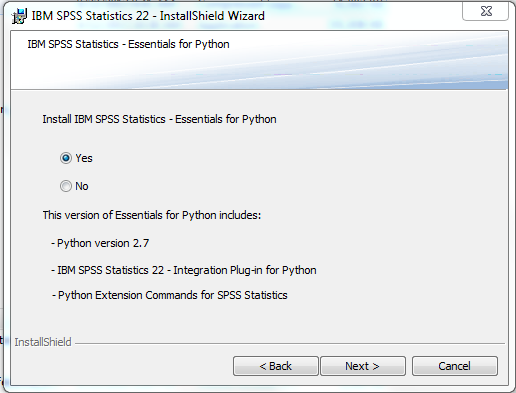 IBM SPSS Statistics 22 - InstallShield Wizard
IBM SPSS Statistics - Essentials for Python
Install IBM SPSS Statistics - Essentials for Python
Yes
No
This version of Essentials for Python includes:
- Python version 2.7
- IBM SPSS Statistics 22 - Integration Plug-in for Python
- Python Extension Commands for SPSS Statistics
InstallShield
< Back
Next >
Cancel